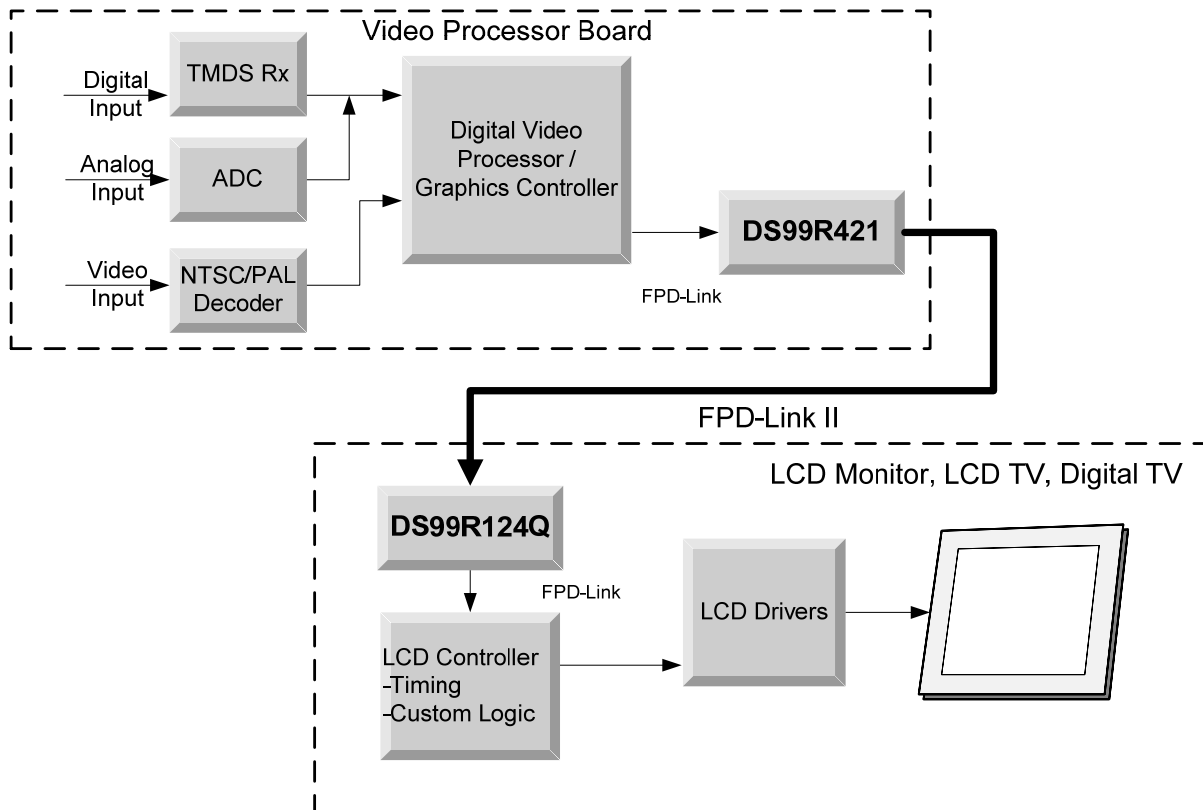 Video Processor Board
Digital
Input
TMDS Rx
Analog
Input
ADC
Video
Input
NTSC/PAL
Decoder
Digital Video
Processor /
Graphics Controller
DS99R421
FPD-Link
FPD-Link II
LCD Monitor, LCD TV, Digital TV
DS99R124Q
FPD-Link
LCD Controller
-Timing
-Custom Logic
LCD Drivers